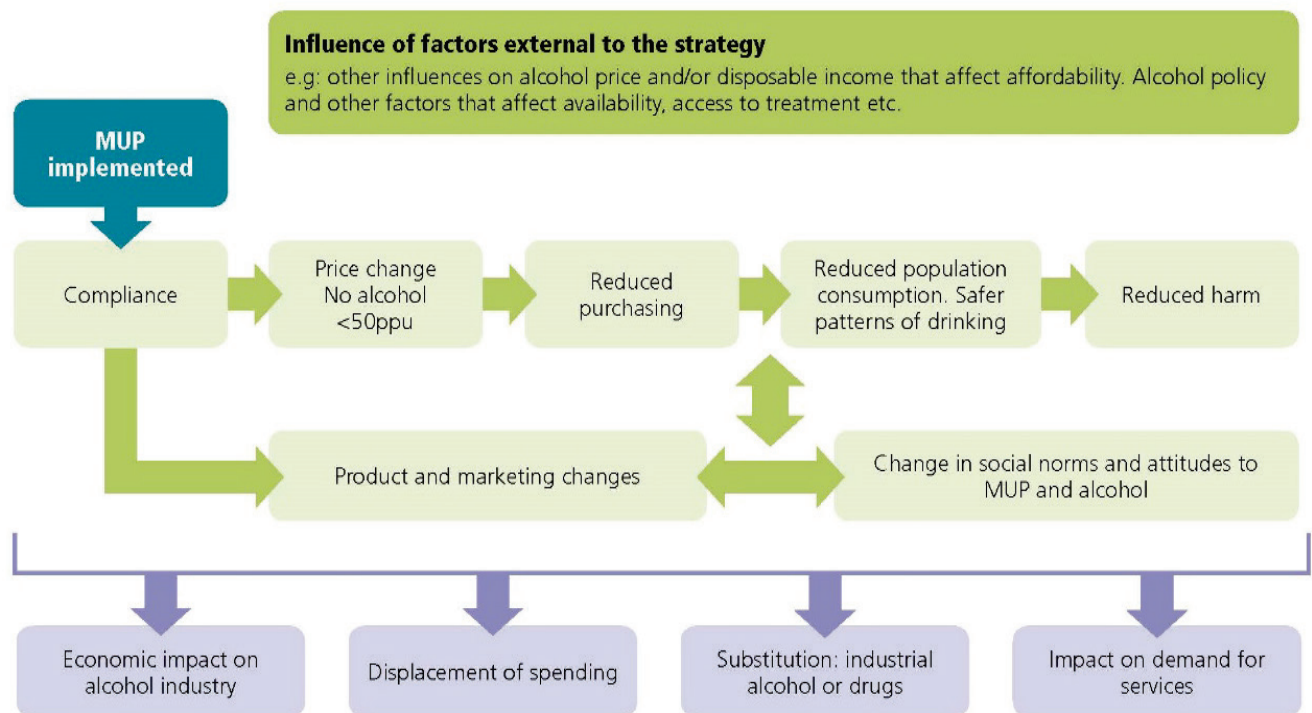 Influence of factors external to the strategy
e.g: other influences on alcohol price and/or disposable income that affect affordability. Alcohol policy
and other factors that affect availability, access to treatment etc.
MUP
implemented
Compliance
Price change
No alcohol
<50ppu
Reduced
purchasing
Reduced population
consumption. Safer
patterns of drinking
Reduced harm
Product and marketing changes
Change in social norms and attitudes to
MUP and alcohol
Economic impact on
alcohol industry
Displacement of spending
Substitution: industrial
alcohol or drugs
Impact on demand for
services